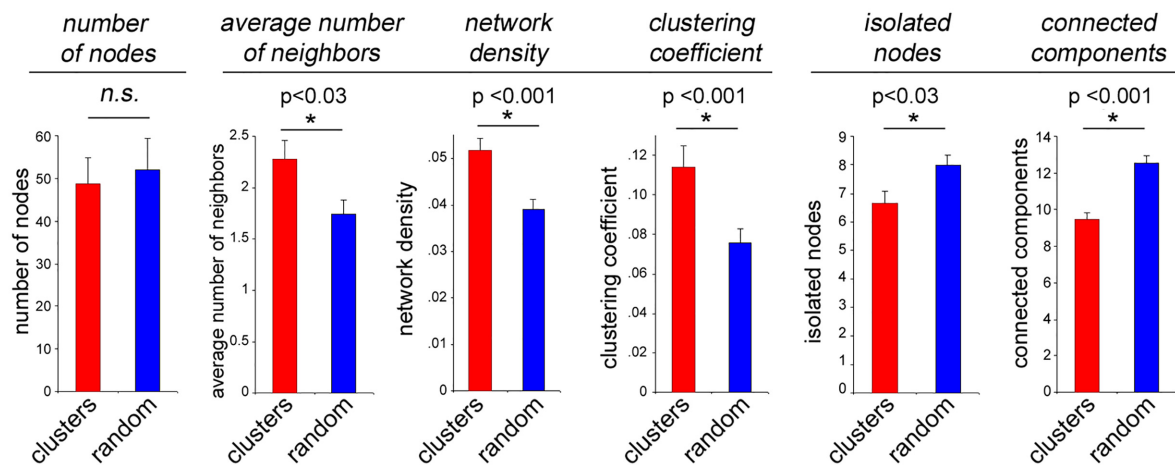 number
of nodes
average number
of neighbors
network
density
clustering
coefficient
isolated
nodes
connected
components
n.s.
p<0.03
*
p <0.001
*
p <0.001
*
p<0.03
*
p <0.001
*
number of nodes
60
50
40
30
20
10
0
clusters
random
average number of neighbors
2.5
2
1.5
1
0.5
0
clusters
random
network density
.05
.04
.03
.02
.01
0
clusters
random
clustering coefficient
.12
.10
.08
.06
.04
.02
0
clusters
random
isolated nodes
9
8
7
6
5
4
3
2
1
0
clusters
random
connected components
14
12
10
8
6
4
2
0
clusters
random